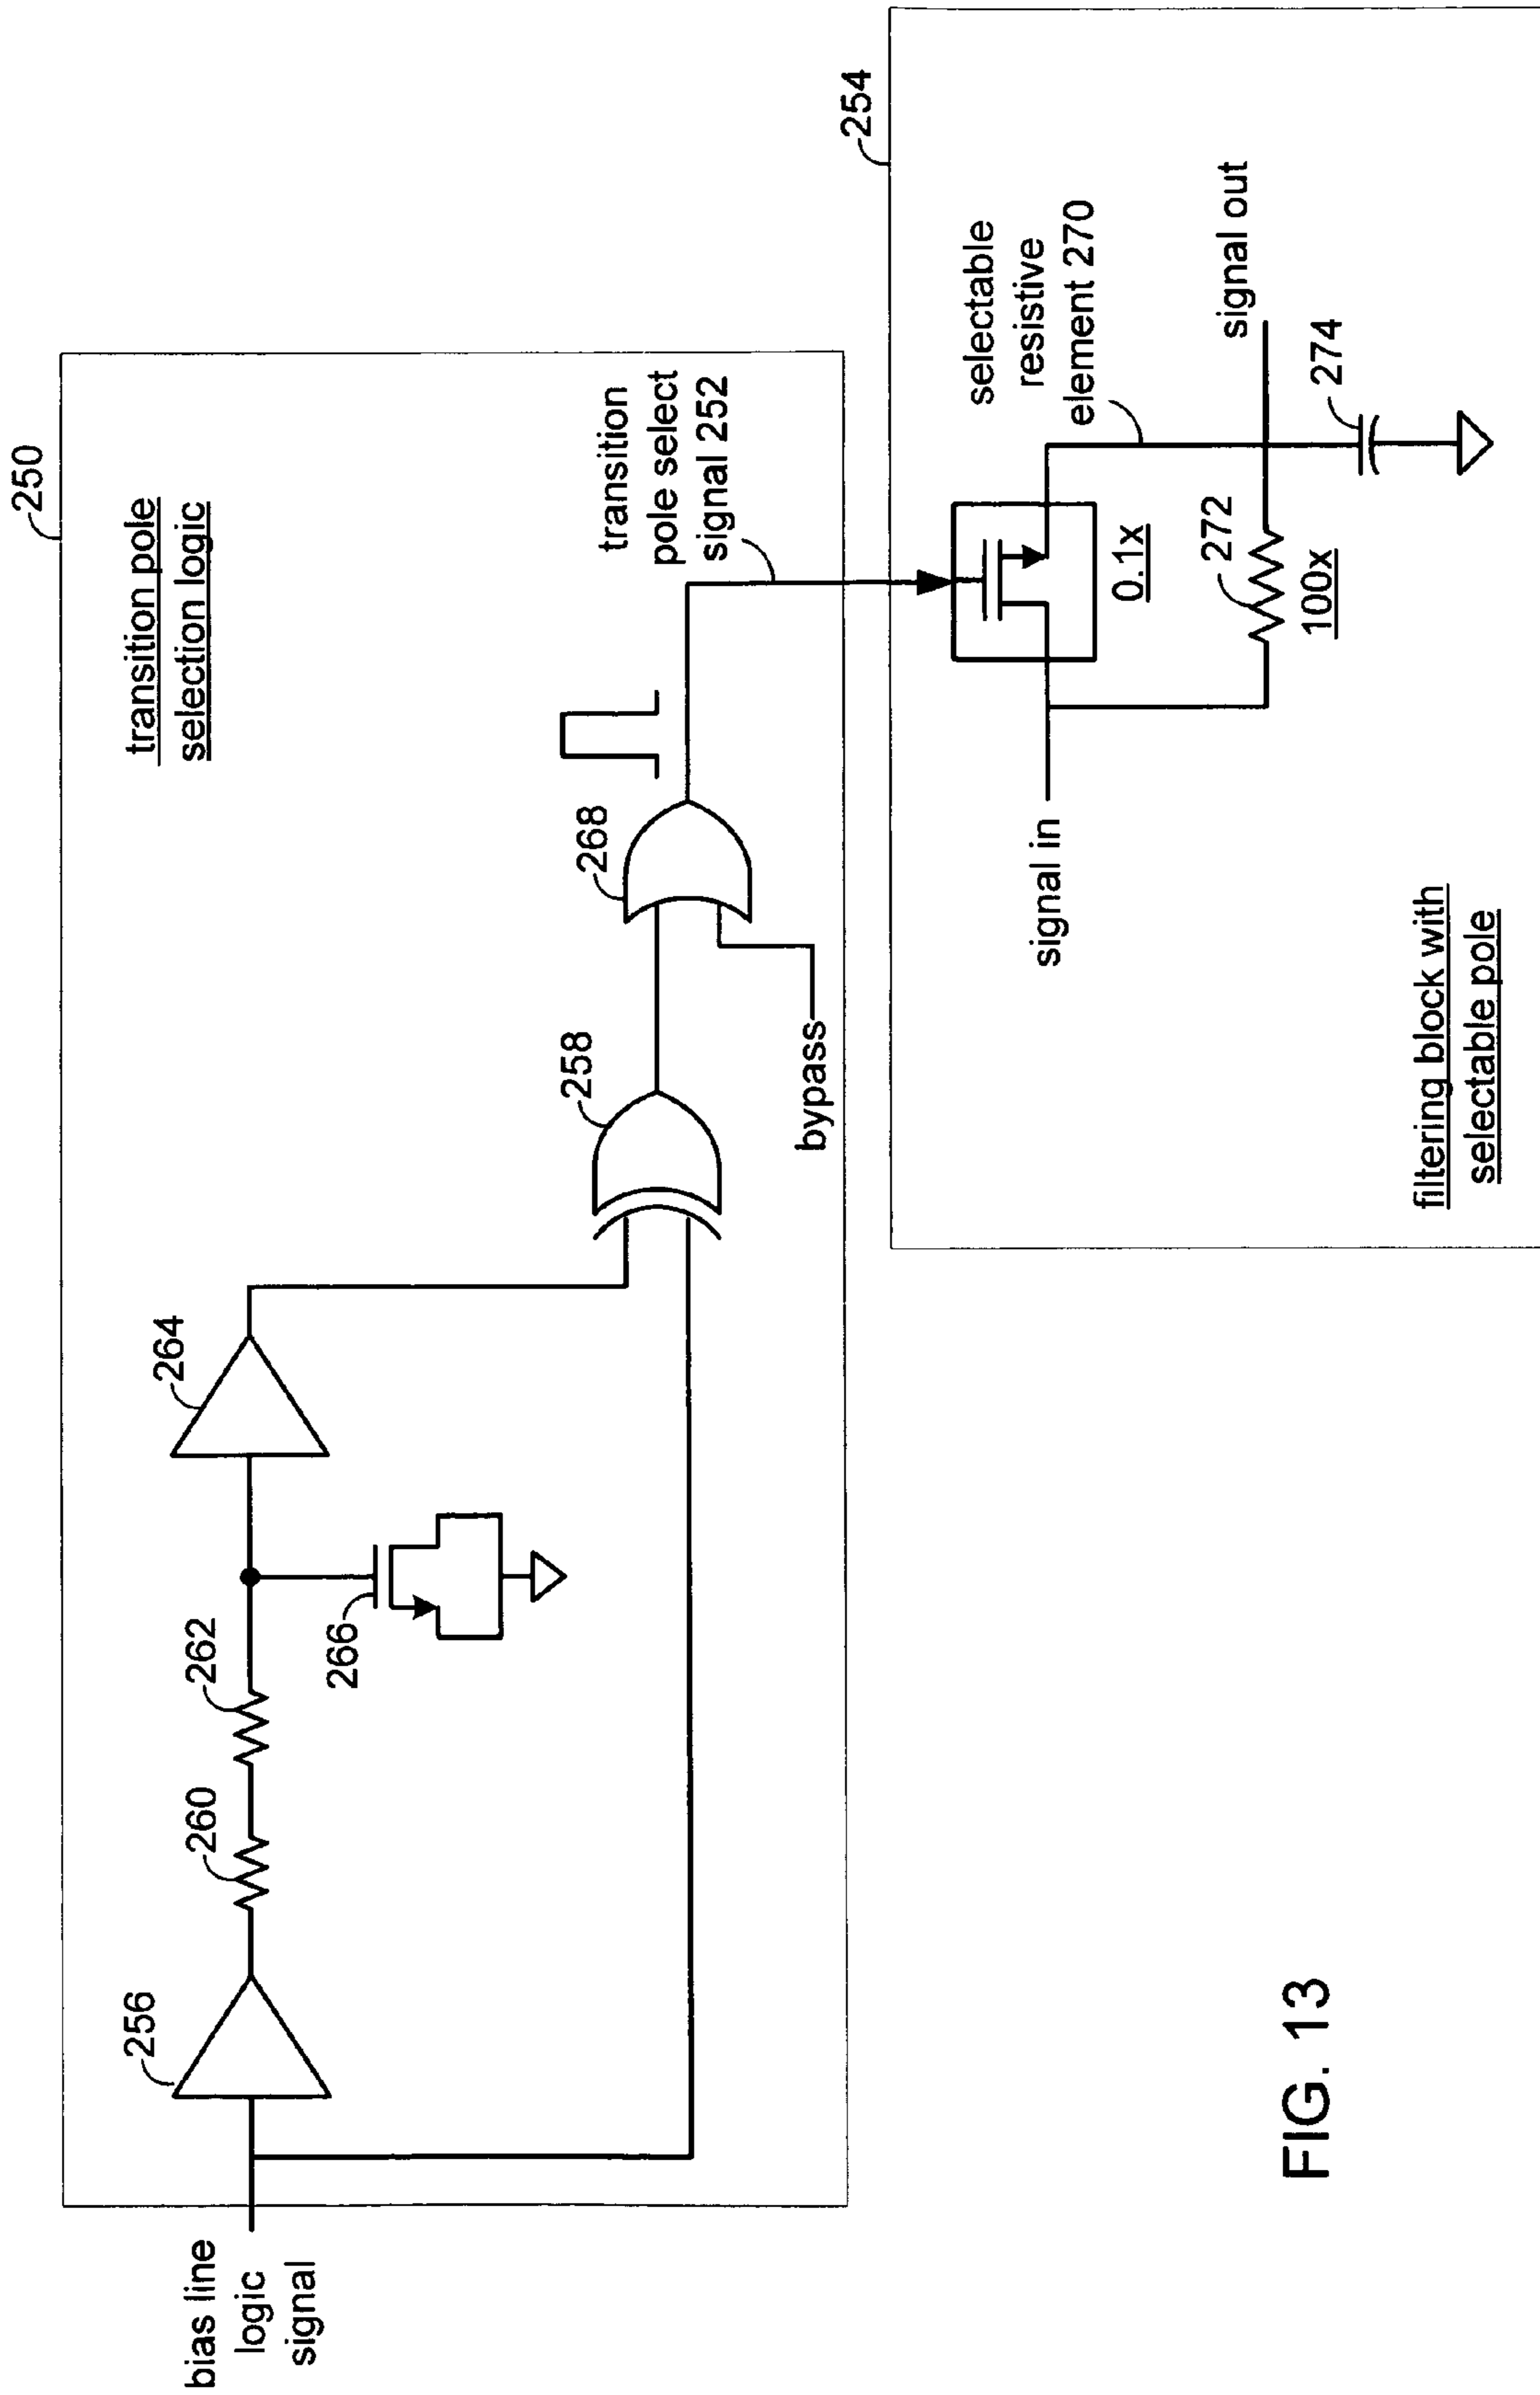 250
transition pole
selection logic
bias line
logic
signal
256
260
262
264
266
258
268
bypass
transition
pole select
signal 252
254
signal in
selectable
resistive
element 270
0.1x
272
100x
signal out
274
filtering block with
selectable pole
FIG. 13